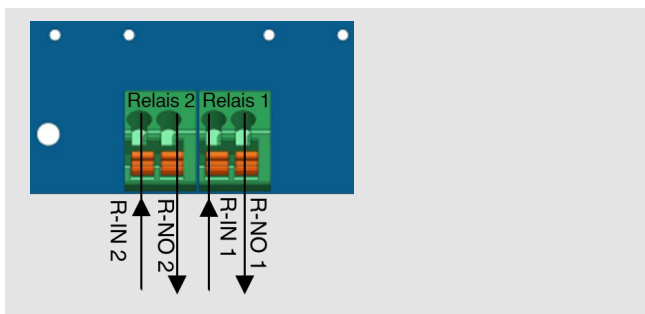 Relais 2 Relais 1
R-IN 2
R-NO 2
R-IN 1
R-NO 1